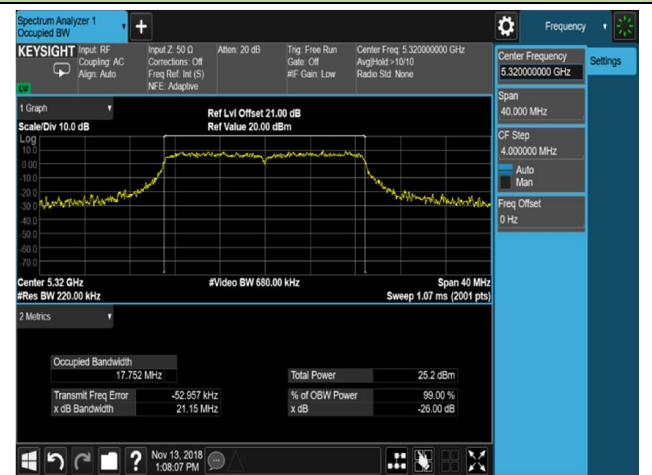 Spectrum Analyzer 1
Occupied BW
Frequency
KEYSIGHT
Input: RF
Coupling: AC
Align: Auto
Input Z: 50 Ω
Corrections: Off
Freq Ref: Int (S)
NFE: Adaptive
Atten: 20 dB
Trig: Free Run
Gate: Off
#IF Gain: Low
Center Freq: 5.320000000 GHz
Avg|Hold:>10/10
Radio Std: None
LU
Center Frequency
5.320000000 GHz
Settings
Span
40.000 MHz
CF Step
4.000000 MHz
Auto
Man
Freq Offset
0 Hz
1 Graph
Scale/Div 10.0 dB
Ref Lvl Offset 21.00 dB
Ref Value 20.00 dBm
Log
10.0
0.00
-10.0
-20.0
-30.0
-40.0
-50.0
-60.0
-70.0
Center 5.32 GHz
#Video BW 680.00 kHz
Span 40 MHz
#Res BW 220.00 kHz
Sweep 1.07 ms (2001 pts)
2 Metrics
Occupied Bandwidth
17.752 MHz
Total Power 25.2 dBm
Transmit Freq Error -52.957 kHz
% of OBW Power 99.00 %
x dB Bandwidth 21.15 MHz
x dB -26.00 dB
?
Nov 13, 2018
1:08:07 PM